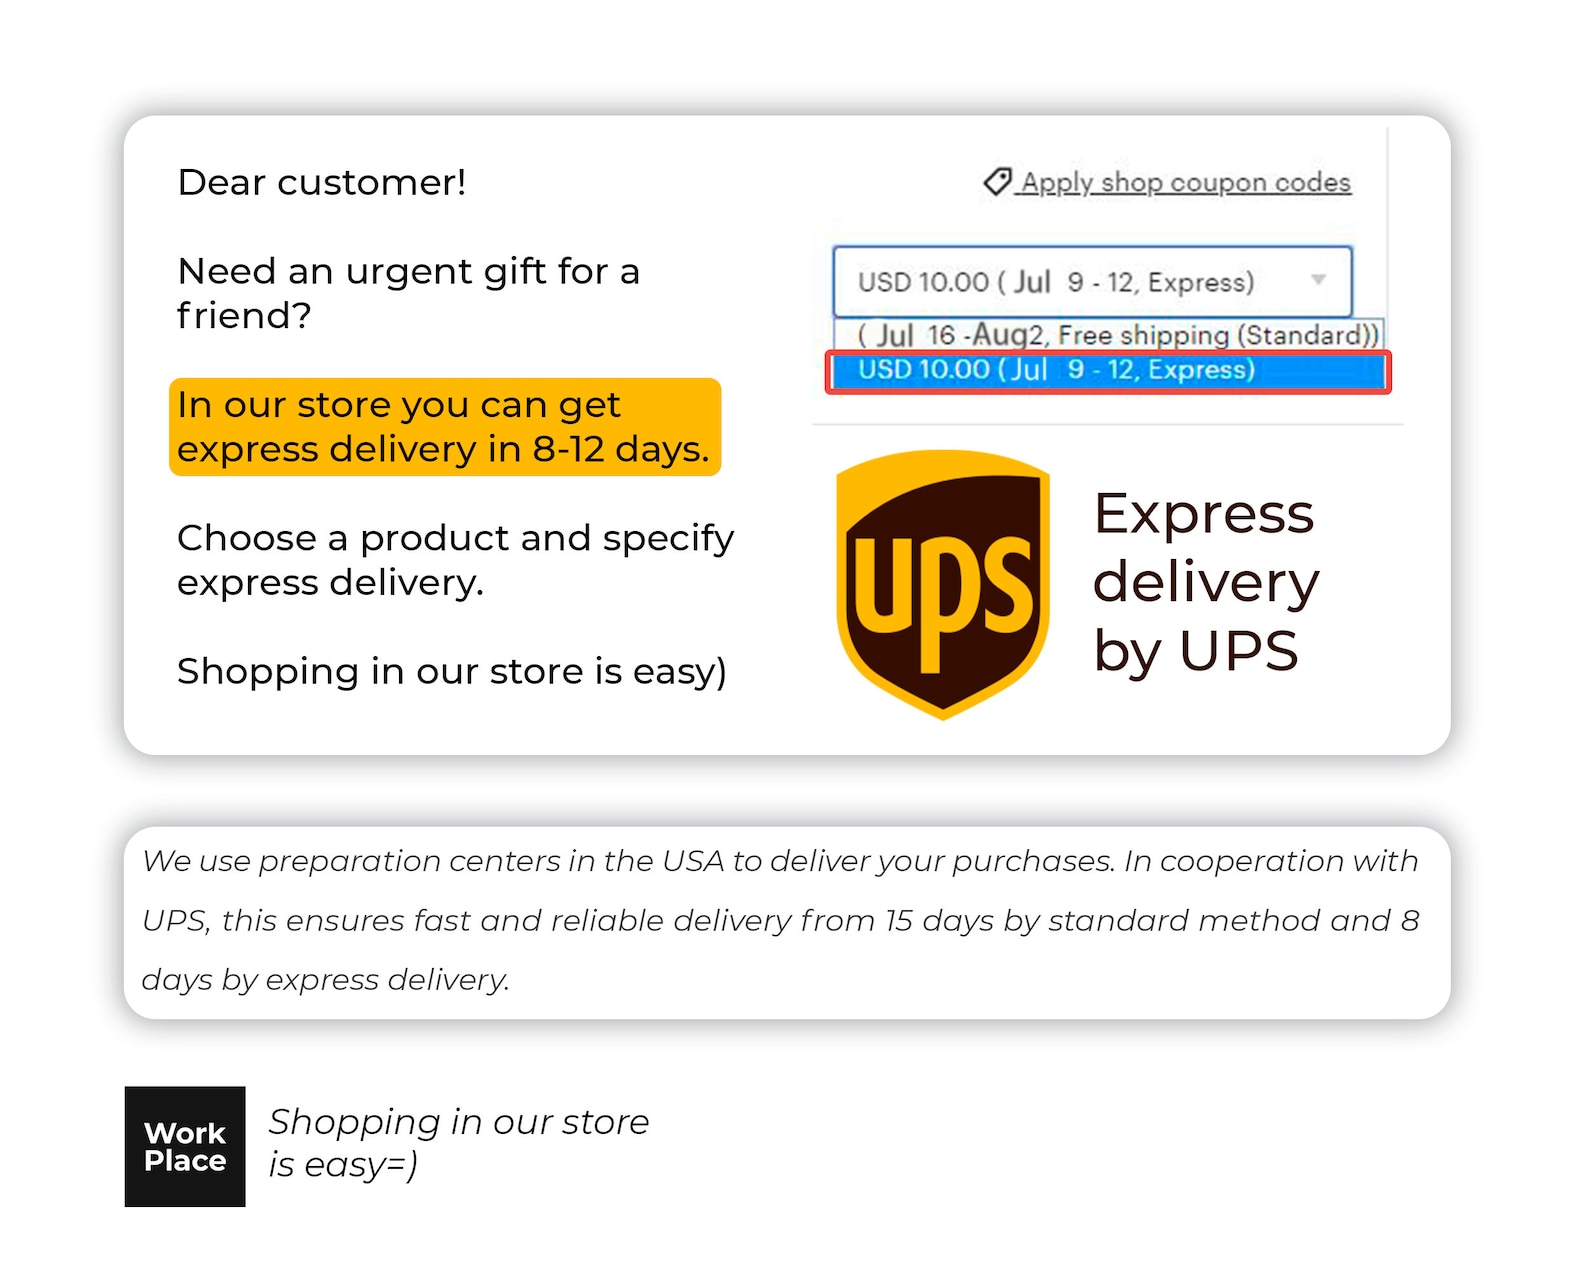 Dear customer!
Need an urgent gift for a
friend?
In our store you can get
express delivery in 8-12 days.
Choose a product and specify
express delivery.
Shopping in our store is easy)
Apply shop coupon codes
USD 10.00 ( Jul 9 - 12, Express)
( Jul 16 -Aug2, Free shipping (Standard))
USD 10.00 ( Jul 9 - 12, Express)
ups
Express
delivery
by UPS
We use preparation centers in the USA to deliver your purchases. In cooperation with
UPS, this ensures fast and reliable delivery from 15 days by standard method and 8
days by express delivery.
Work
Place
Shopping in our store
is easy=)